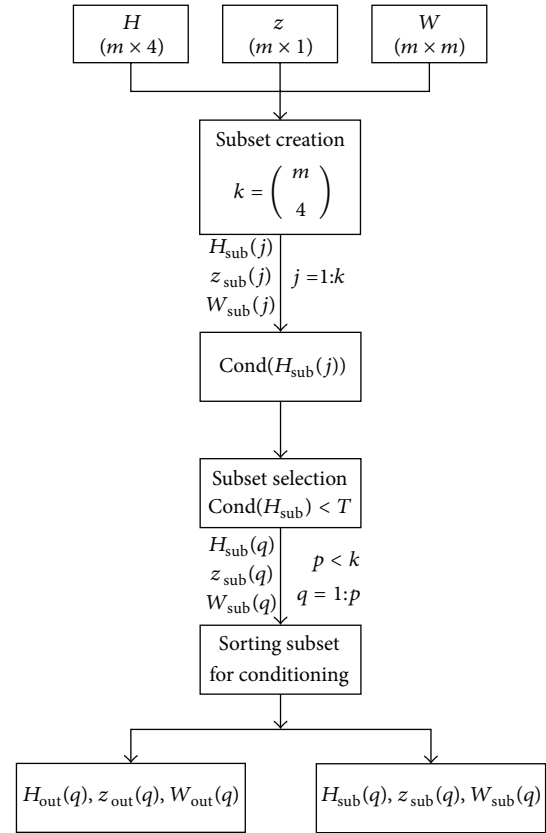 H
(m × 4)
z
(m × 1)
W
(m × m)
Subset creation
k = ( m
4 )
H_sub(j)
z_sub(j)
W_sub(j)
j =1:k
Cond(H_sub(j))
Subset selection
Cond(H_sub) < T
H_sub(q)
z_sub(q)
W_sub(q)
p < k
q = 1:p
Sorting subset
for conditioning
H_out(q), z_out(q), W_out(q)
H_sub(q), z_sub(q), W_sub(q)